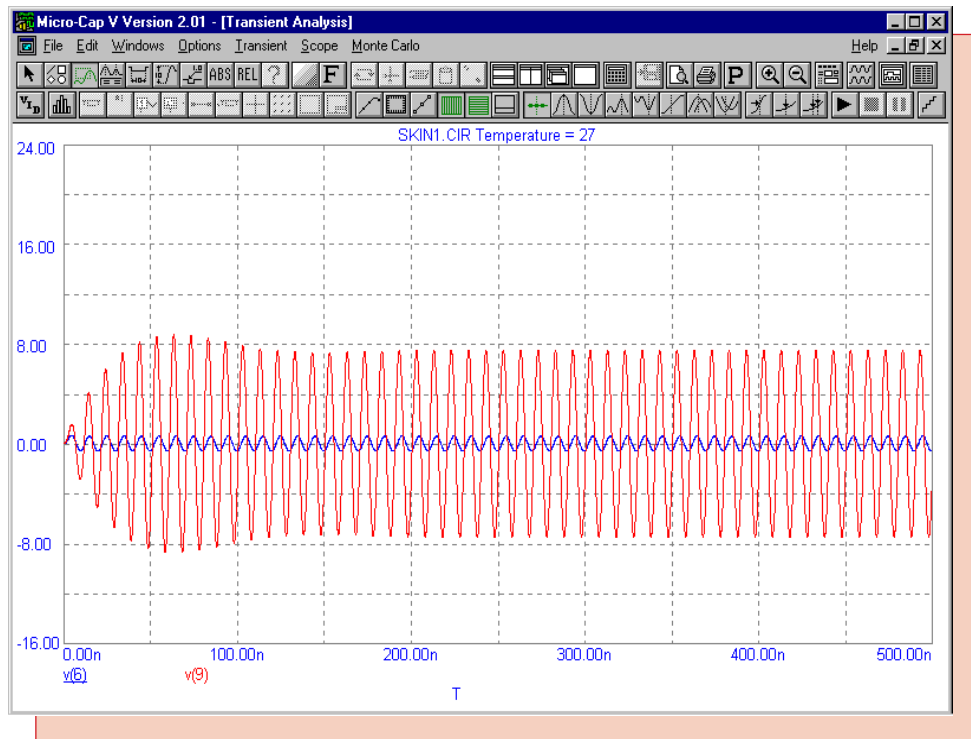 Micro-Cap V Version 2.01 - [Transient Analysis]
File Edit Windows Options Transient Scope Monte Carlo Help
ABS REL ? F P
SKIN1.CIR Temperature = 27
24.00
16.00
8.00
0.00
-8.00
-16.00
0.00n 100.00n 200.00n 300.00n 400.00n 500.00n
v(6) v(9)
T